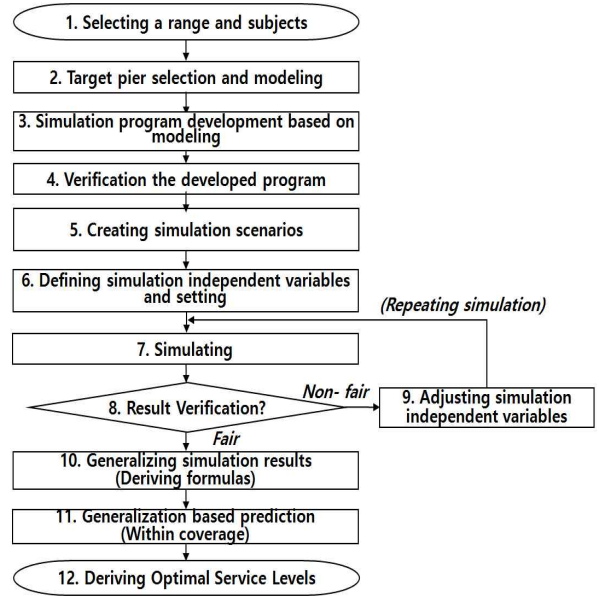 1. Selecting a range and subjects
2. Target pier selection and modeling
3. Simulation program development based on
modeling
4. Verification the developed program
5. Creating simulation scenarios
6. Defining simulation independent variables
and setting
(Repeating simulation)
7. Simulating
8. Result Verification?
Non- fair
9. Adjusting simulation
independent variables
Fair
10. Generalizing simulation results
(Deriving formulas)
11. Generalization based prediction
(Within coverage)
12. Deriving Optimal Service Levels